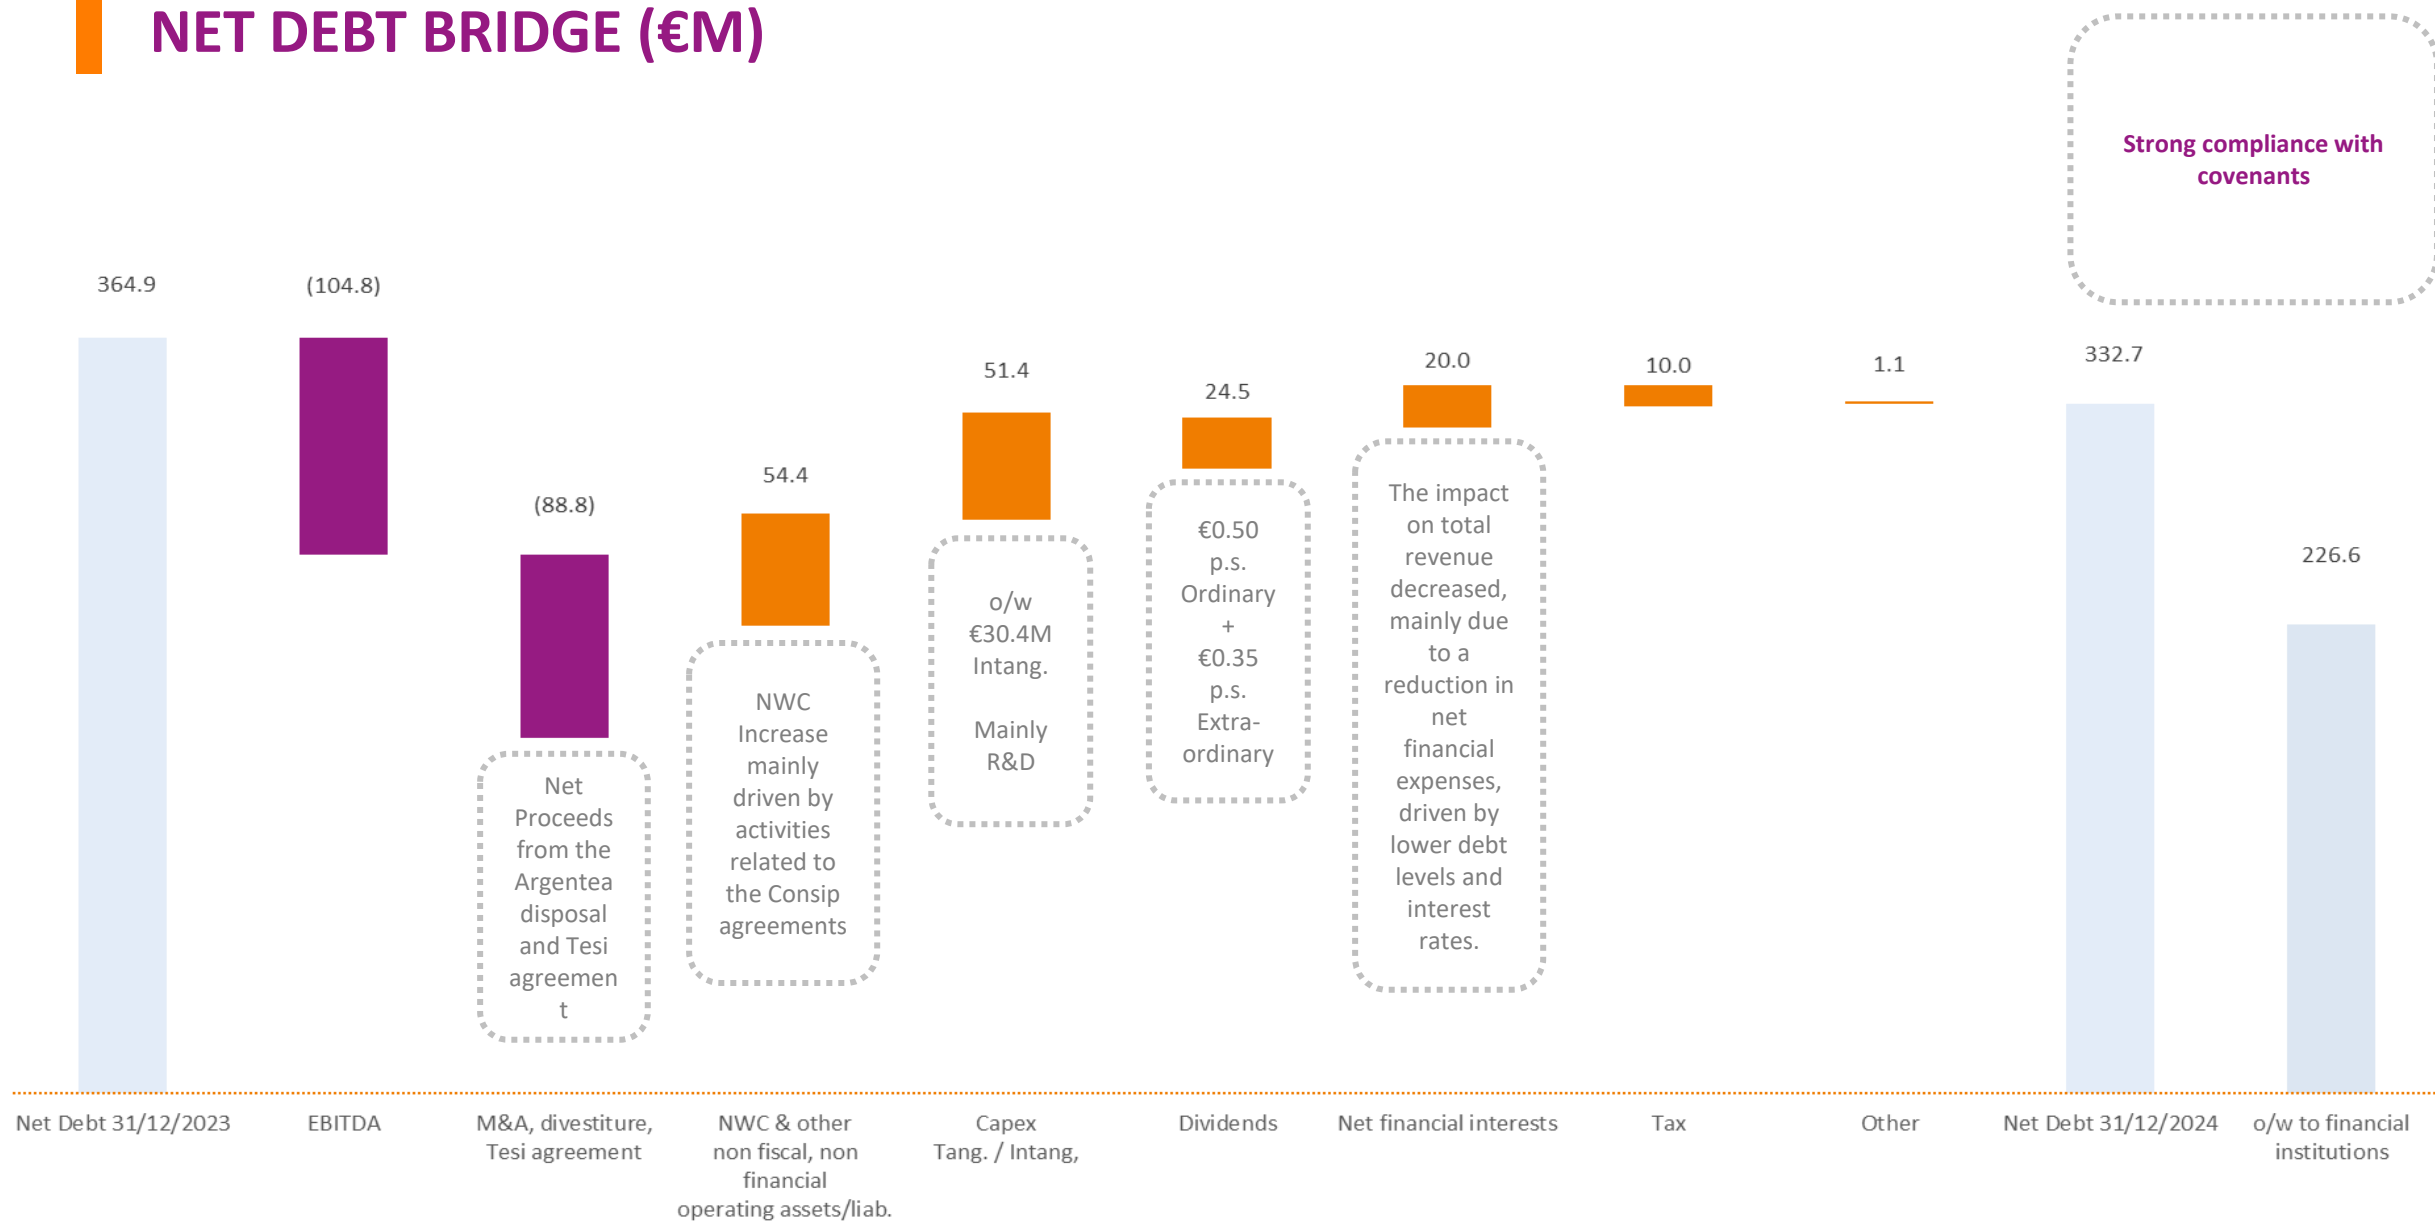 NET DEBT BRIDGE (€M)
Strong compliance with
covenants
364.9
(104.8)
(88.8)
54.4
51.4
24.5
20.0
10.0
1.1
332.7
226.6
Net
Proceeds
from the
Argentea
disposal
and Tesi
agreemen
t
NWC
Increase
mainly
driven by
activities
related to
the Consip
agreements
o/w
€30.4M
Intang.
Mainly
R&D
€0.50
p.s.
Ordinary
+
€0.35
p.s.
Extra-
ordinary
The impact
on total
revenue
decreased,
mainly due
to a
reduction in
net
financial
expenses,
driven by
lower debt
levels and
interest
rates.
Net Debt 31/12/2023
EBITDA
M&A, divestiture,
Tesi agreement
NWC & other
non fiscal, non
financial
operating assets/liab.
Capex
Tang. / Intang,
Dividends
Net financial interests
Tax
Other
Net Debt 31/12/2024
o/w to financial
institutions